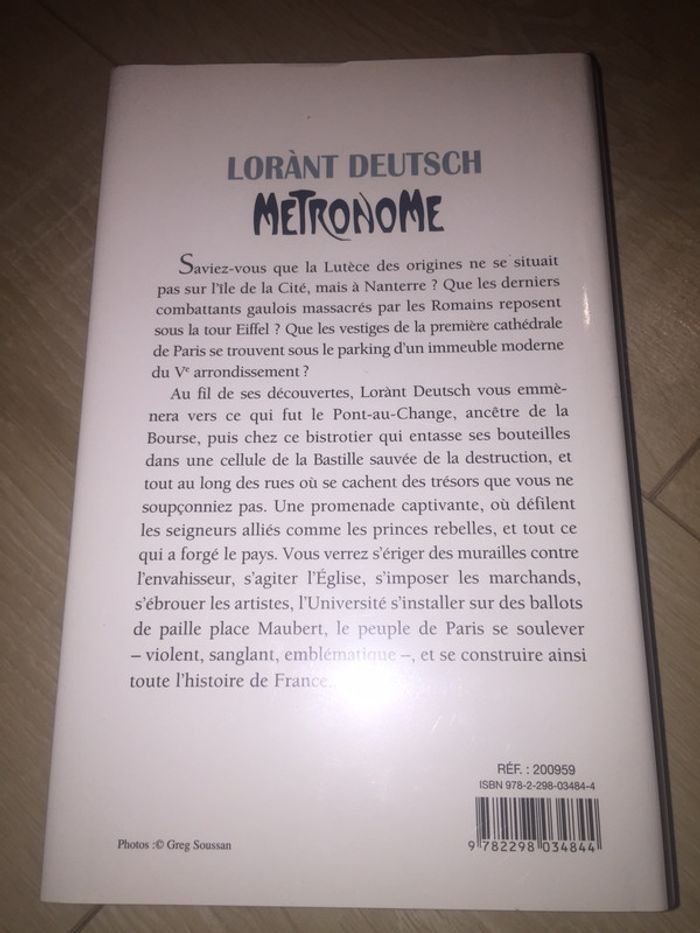 LORÀNT DEUTSCH
METRONOME
Saviez-vous que la Lutèce des origines ne se situait
pas sur l'île de la Cité, mais à Nanterre ? Que les derniers
combattants gaulois massacrés par les Romains reposent
sous la tour Eiffel ? Que les vestiges de la première cathédrale
de Paris se trouvent sous le parking d'un immeuble moderne
du Ve arrondissement ?
Au fil de ses découvertes, Lorànt Deutsch vous emmè-
nera vers ce qui fut le Pont-au-Change, ancêtre de la
Bourse, puis chez ce bistrotier qui entasse ses bouteilles
dans une cellule de la Bastille sauvée de la destruction, et
tout au long des rues où se cachent des trésors que vous ne
soupçonniez pas. Une promenade captivante, où défilent
les seigneurs alliés comme les princes rebelles, et tout ce
qui a forgé le pays. Vous verrez s'ériger des murailles contre
l'envahisseur, s'agiter l'Église, s'imposer les marchands,
s'ébrouer les artistes, l'Université s'installer sur des ballots
de paille place Maubert, le peuple de Paris se soulever
– violent, sanglant, emblématique –, et se construire ainsi
toute l'histoire de France...
RÉF. : 200959
ISBN 978-2-298-03484-4
9 782298 034844
Photos :© Greg Soussan